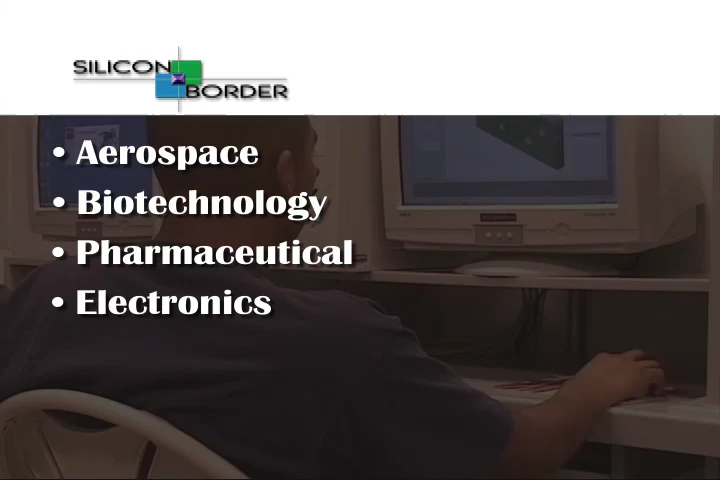 SILICON
BORDER
• Aerospace
• Biotechnology
• Pharmaceutical
• Electronics